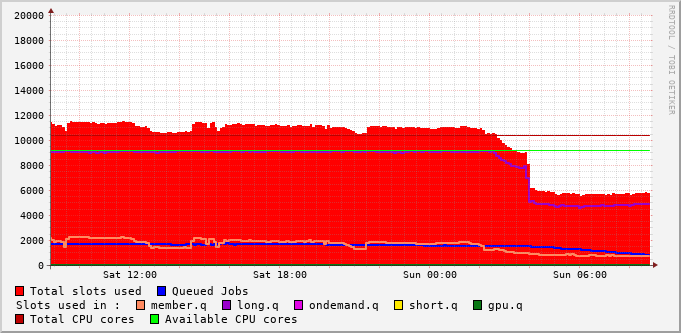 20000
18000
16000
14000
12000
10000
8000
6000
4000
2000
0
Sat 12:00 Sat 18:00 Sun 00:00 Sun 06:00
RRDTOOL / TOBI OETIKER
Total slots used Queued Jobs
Slots used in : member.q long.q ondemand.q short.q gpu.q
Total CPU cores Available CPU cores